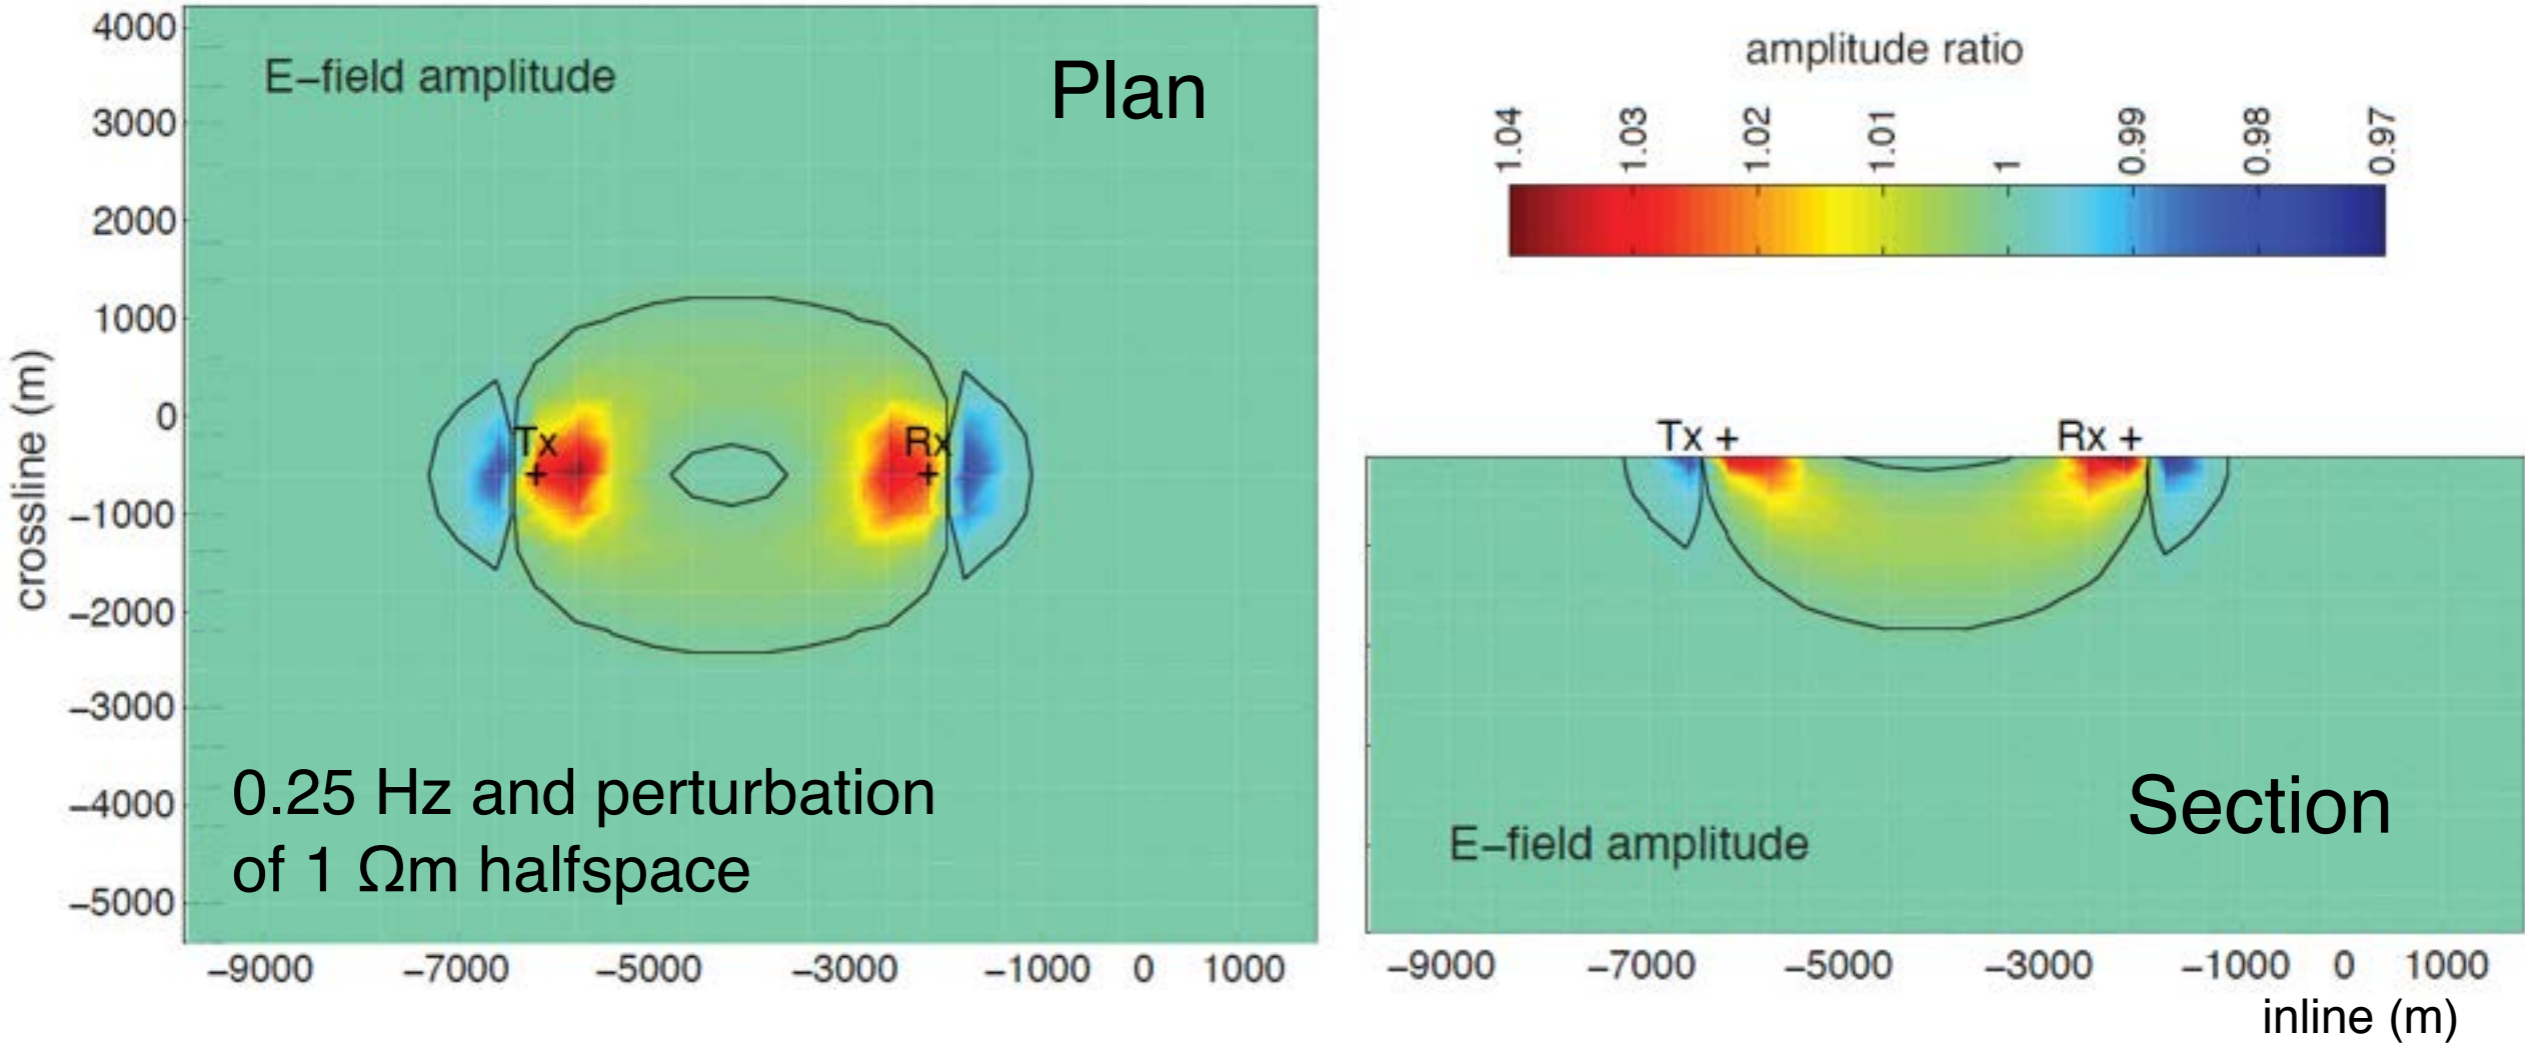 E–field amplitude
Plan
4000
3000
2000
1000
0
−1000
−2000
−3000
−4000
−5000
crossline (m)
Tx
+
Rx
+
0.25 Hz and perturbation
of 1 Ωm halfspace
−9000 −7000 −5000 −3000 −1000 0 1000
amplitude ratio
1.04 1.03 1.02 1.01 1 0.99 0.98 0.97
Tx + Rx +
Section
E–field amplitude
−9000 −7000 −5000 −3000 −1000 0 1000
inline (m)